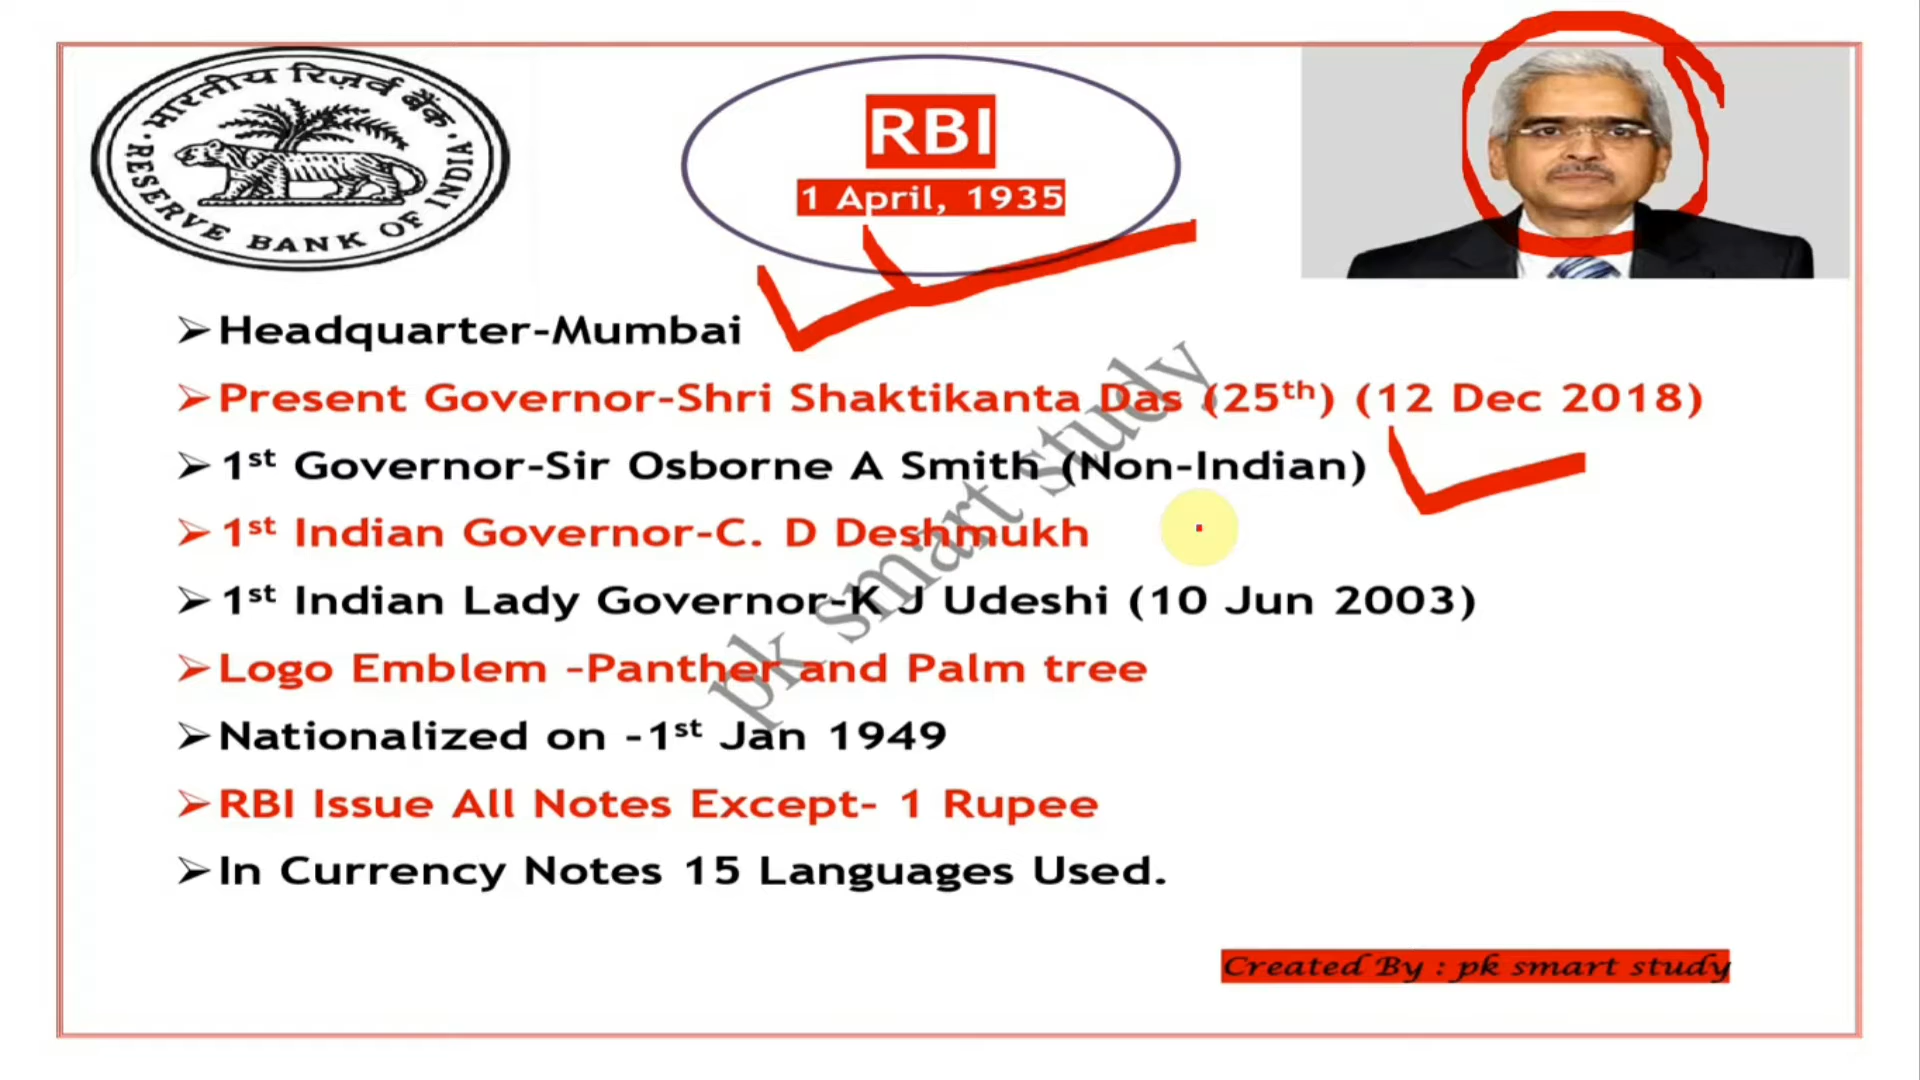 भारतीय रिज़र्व बैंक
RESERVE BANK OF INDIA
RBI
1 April, 1935
➢Headquarter-Mumbai
➢Present Governor-Shri Shaktikanta Das (25th) (12 Dec 2018)
➢1st Governor-Sir Osborne A Smith (Non-Indian)
➢1st Indian Governor-C. D Deshmukh
➢1st Indian Lady Governor-K J Udeshi (10 Jun 2003)
➢Logo Emblem -Panther and Palm tree
➢Nationalized on -1st Jan 1949
➢RBI Issue All Notes Except- 1 Rupee
➢In Currency Notes 15 Languages Used.
pk smart study
Created By : pk smart study